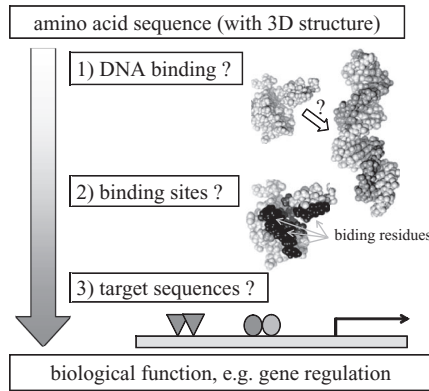 amino acid sequence (with 3D structure)
1) DNA binding ?
?
2) binding sites ?
biding residues
3) target sequences ?
biological function, e.g. gene regulation